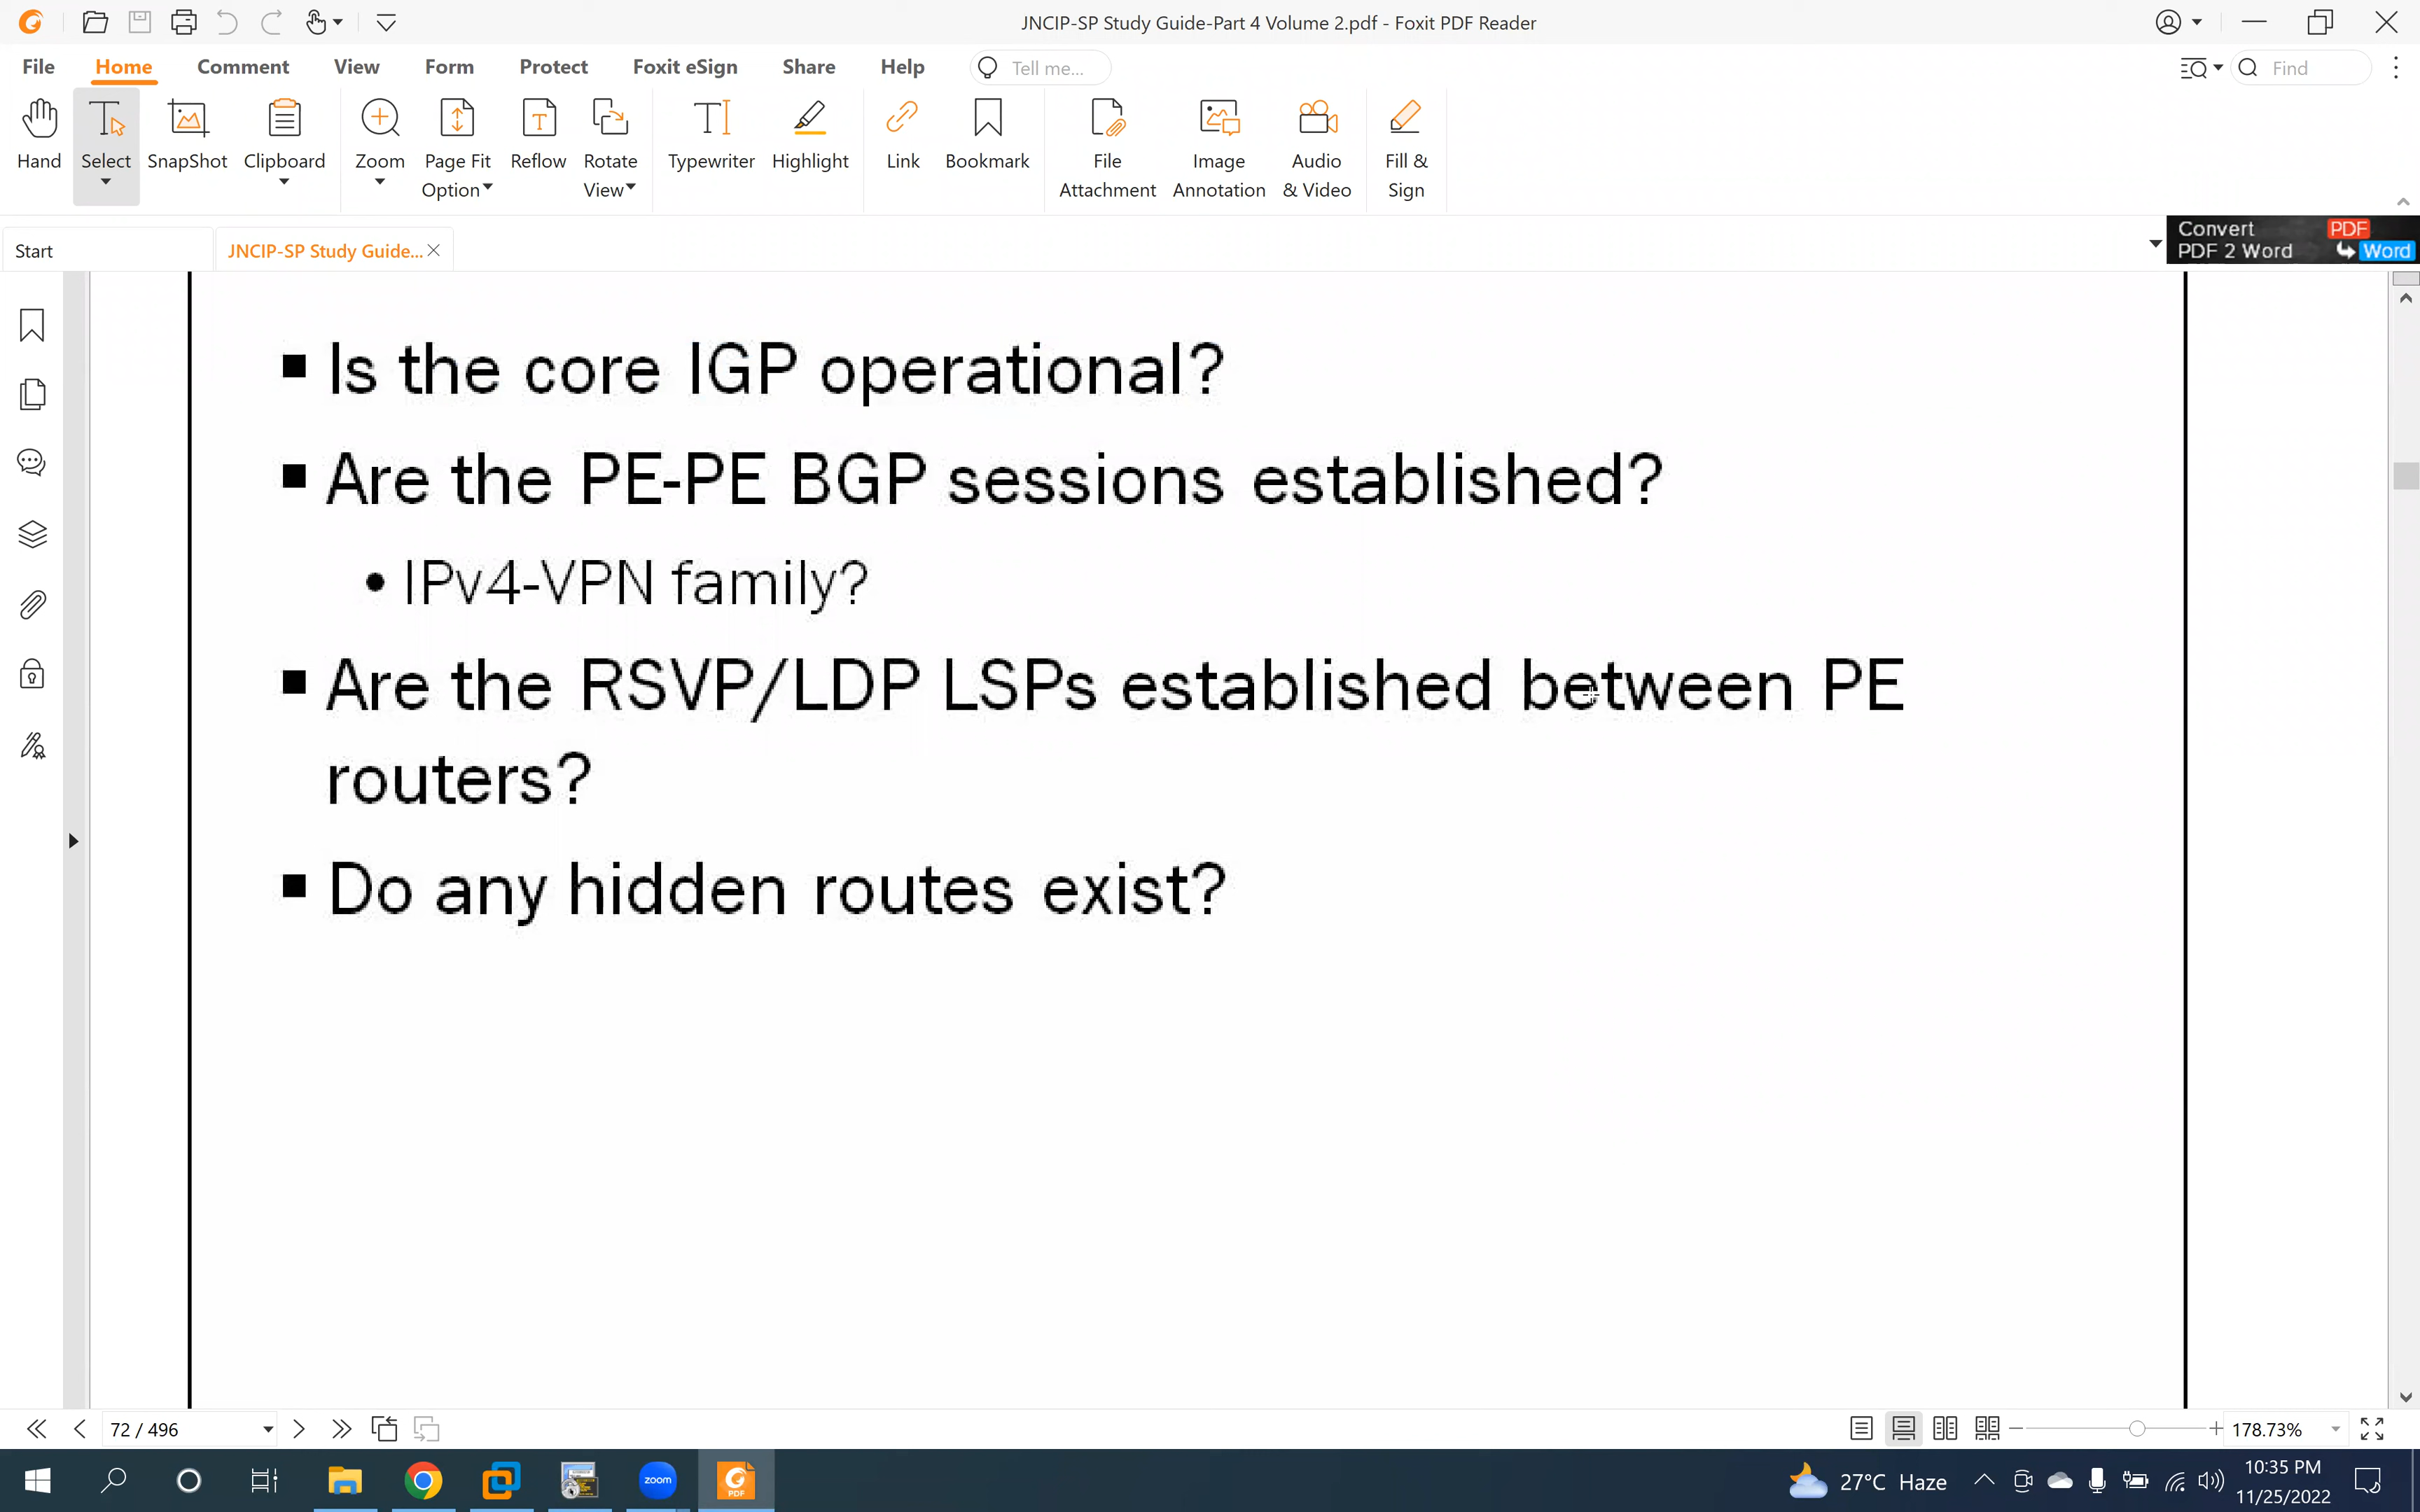 JNCIP-SP Study Guide-Part 4 Volume 2.pdf - Foxit PDF Reader
File Home Comment View Form Protect Foxit eSign Share Help Tell me... Find
Hand Select SnapShot Clipboard Zoom Page Fit Option Reflow Rotate View Typewriter Highlight Link Bookmark File Attachment Image Annotation Audio & Video Fill & Sign
Start JNCIP-SP Study Guide...
Convert PDF
PDF 2 Word Word
■ Is the core IGP operational?
■ Are the PE-PE BGP sessions established?
• IPv4-VPN family?
■ Are the RSVP/LDP LSPs established between PE
routers?
■ Do any hidden routes exist?
72 / 496 178.73%
zoom PDF 27°C Haze 10:35 PM
11/25/2022